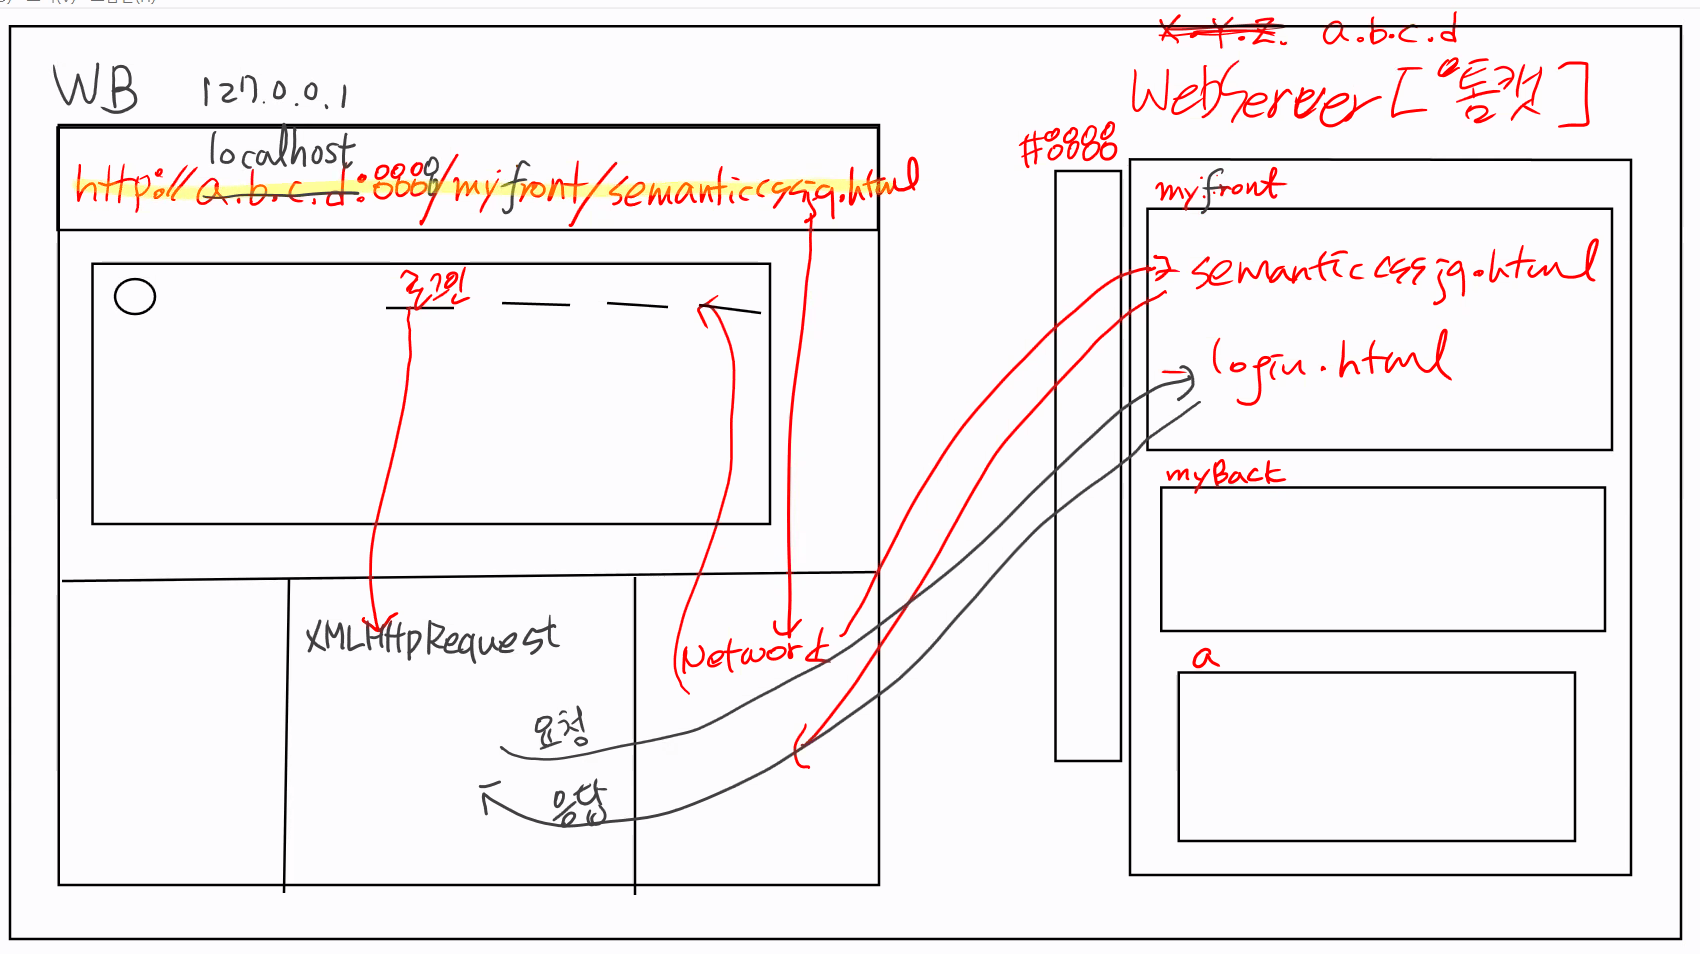 X.Y.Z. a.b.c.d
WB 127.0.0.1
WebServer [톰캣]
localhost
#8888
http://a.b.c.d:8888/myfront/semanticcssjq.html
myfront
로그인
semanticcssjq.html
login.html
myBack
XMLHttpRequest
Network
a
요청
응답